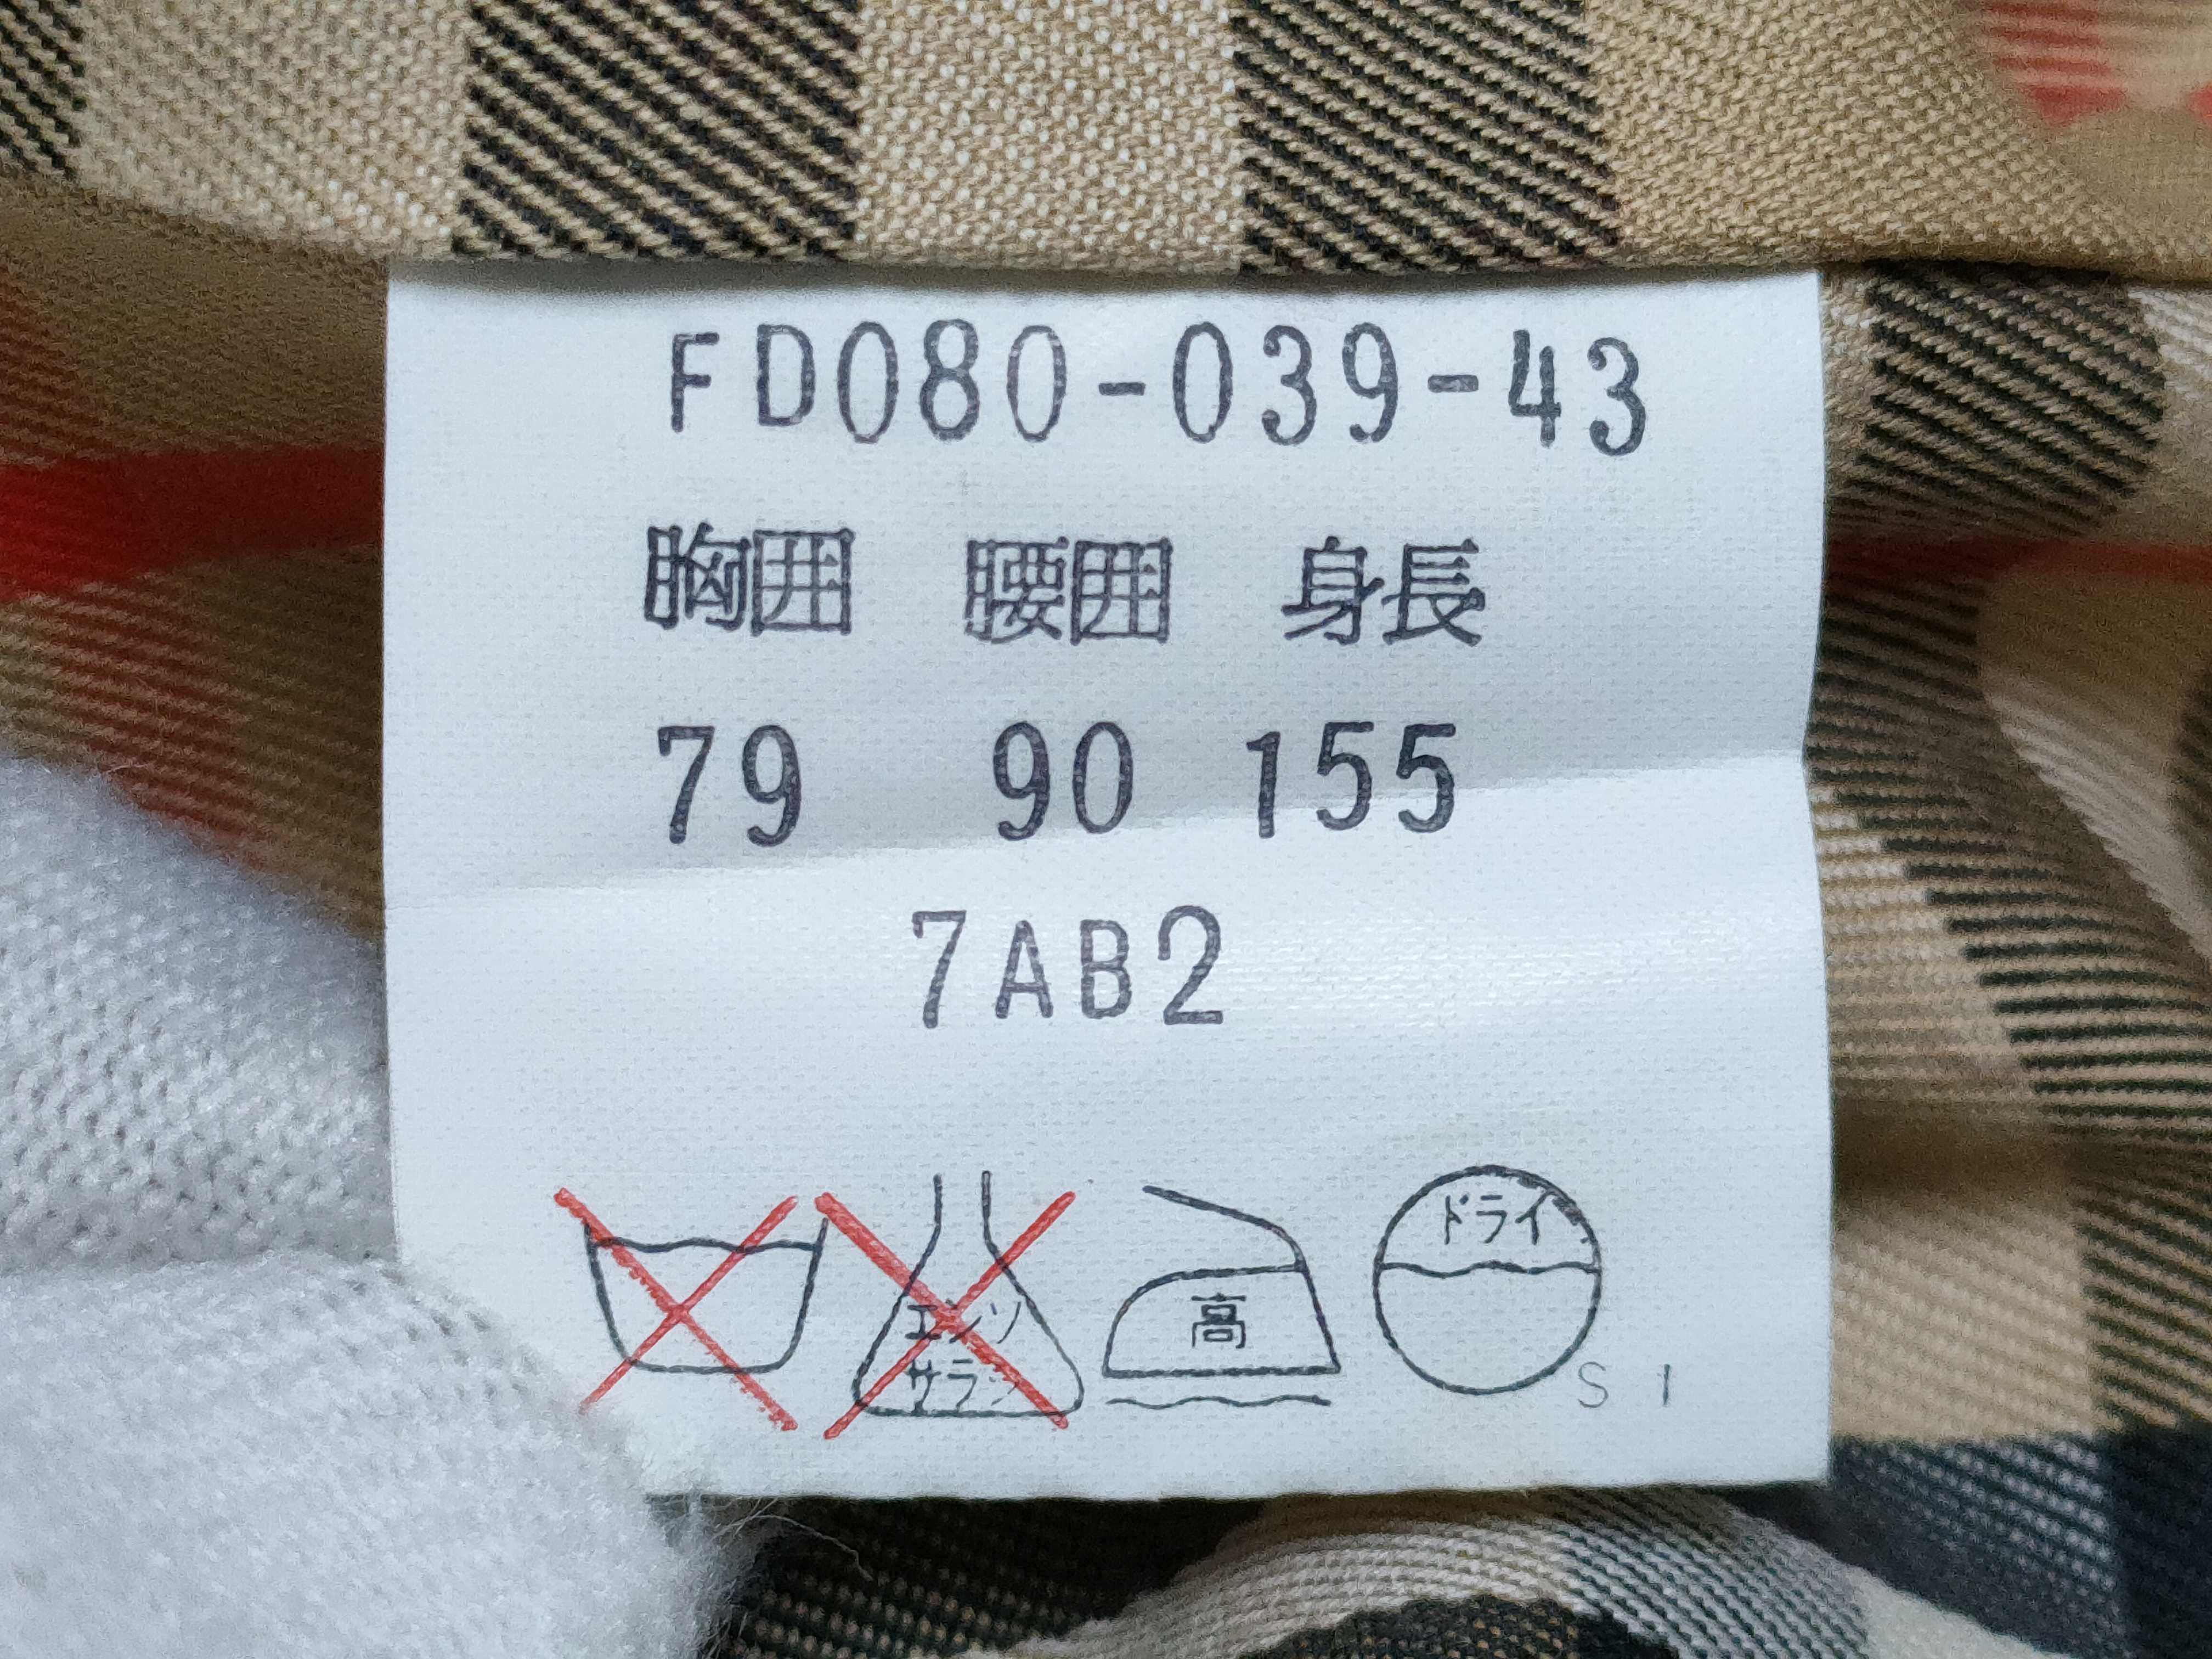 FD080-039-43
胸囲 腰囲 身長
79 90 155
7AB2
エンソ
サラシ
高
ドライ
S I